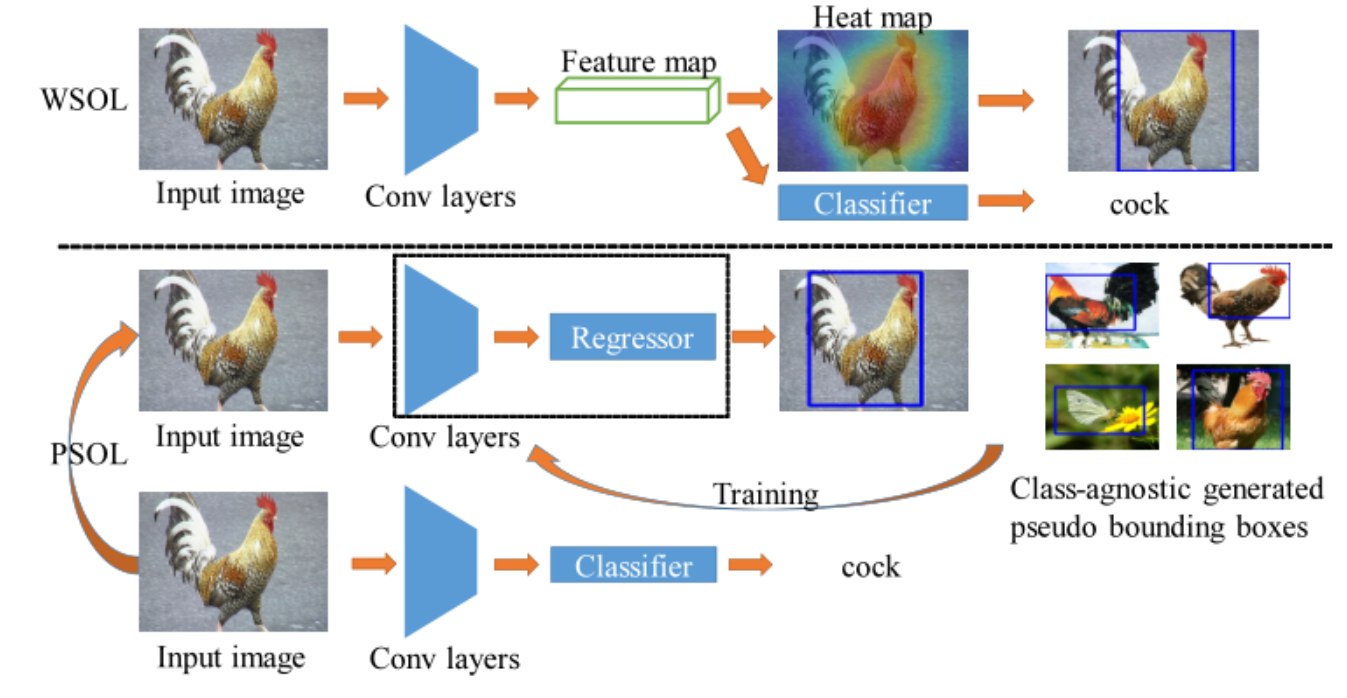 Heat map
Feature map
WSOL
Input image
Conv layers
Classifier
cock
Regressor
Input image
Conv layers
PSOL
Training
Class-agnostic generated
pseudo bounding boxes
Classifier
cock
Input image
Conv layers